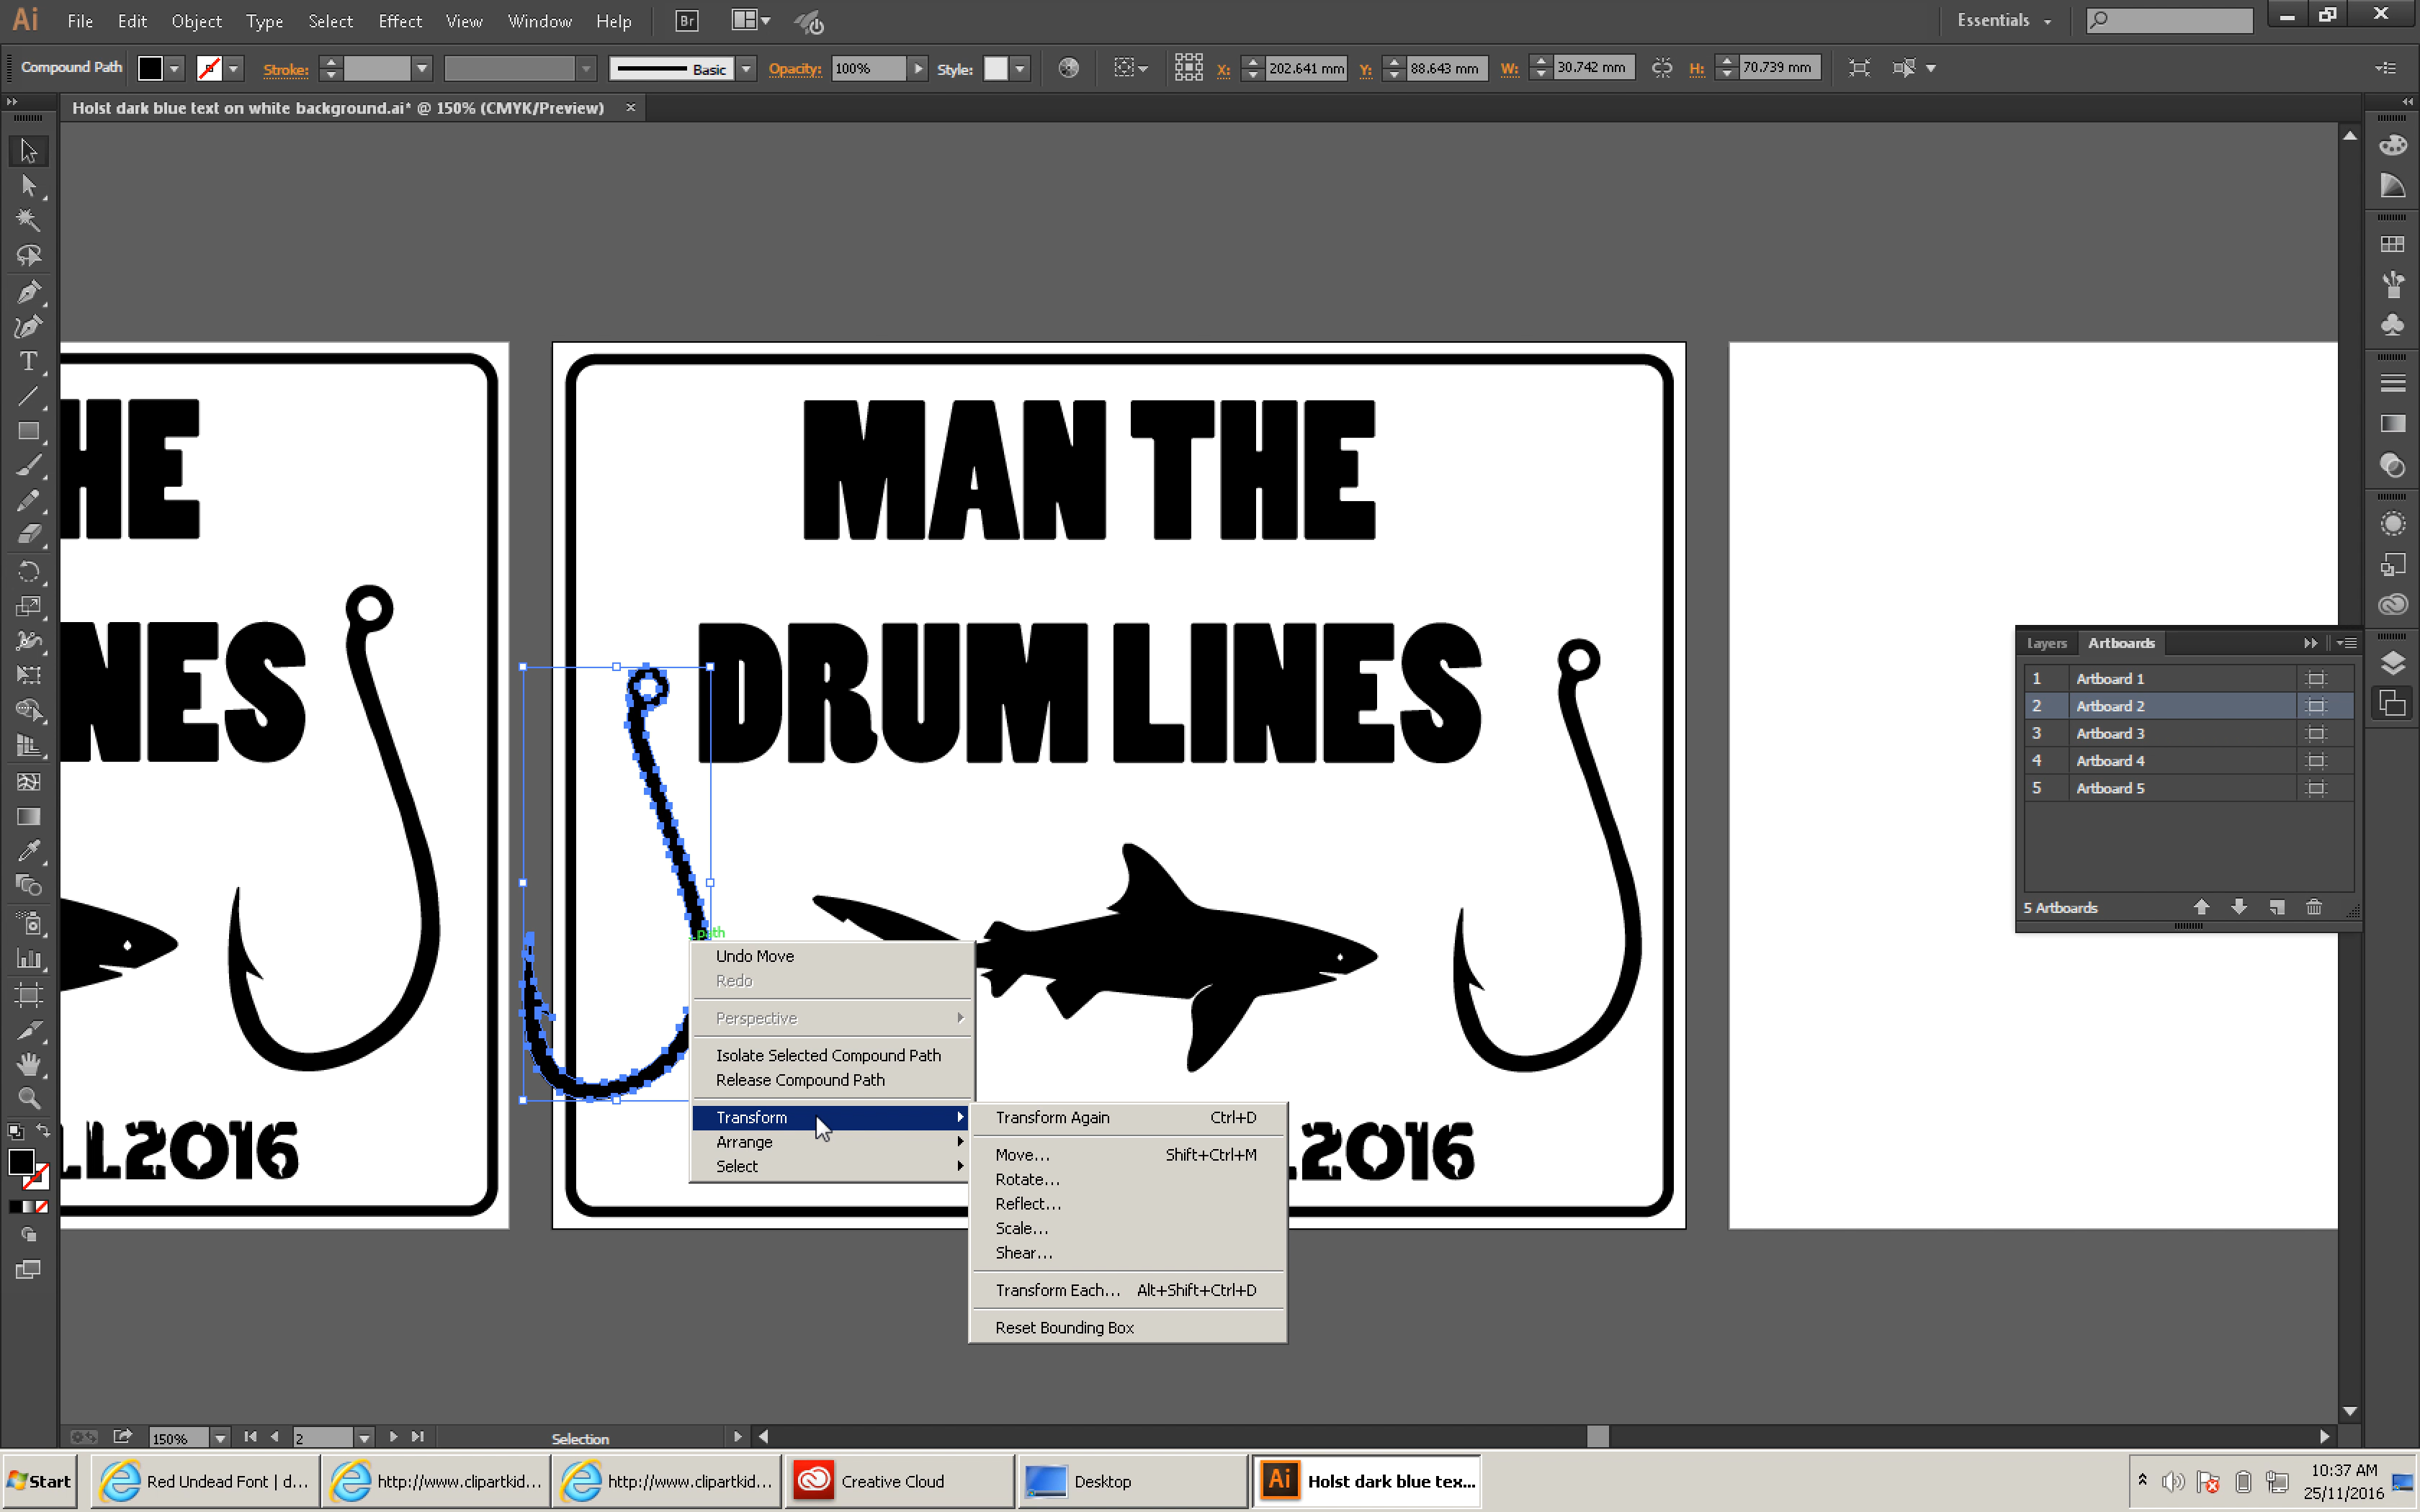 Ai File Edit Object Type Select Effect View Window Help Br Essentials
Compound Path Stroke: Basic Opacity: 100% Style: X: 202.641 mm Y: 88.643 mm W: 30.742 mm H: 70.739 mm
Holst dark blue text on white background.ai* @ 150% (CMYK/Preview)
HE
NES
LL2016
MAN THE
DRUM LINES
path
Undo Move
Redo
Perspective
Isolate Selected Compound Path
Release Compound Path
Transform
Arrange
Select
Transform Again Ctrl+D
Move... Shift+Ctrl+M
Rotate...
Reflect...
Scale...
Shear...
Transform Each... Alt+Shift+Ctrl+D
Reset Bounding Box
2016
Layers Artboards
1 Artboard 1
2 Artboard 2
3 Artboard 3
4 Artboard 4
5 Artboard 5
5 Artboards
150% 2 Selection
Start Red Undead Font | d... http://www.clipartkid... http://www.clipartkid... Creative Cloud Desktop Ai Holst dark blue tex...
10:37 AM
25/11/2016